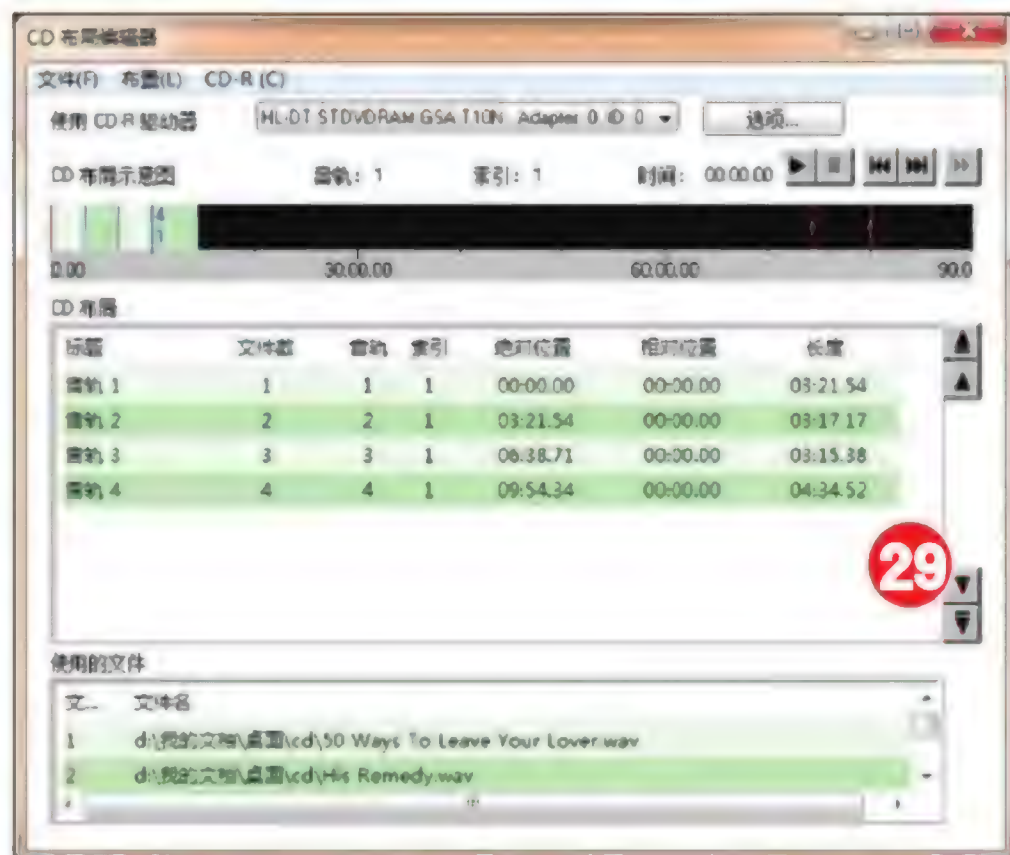 CD 布局编辑器
文件(F) 布置(L) CD-R (C)
使用 CD-R 驱动器 HL-DT STDVDRAM GSA T10N Adapter 0 ID 0 选项...
CD 布局示意图 音轨: 1 索引: 1 时间: 00:00.00
4
1
0.00 30:00.00 60:00.00 90:0
CD 布局
标题 文件数 音轨 索引 绝对位置 相对位置 长度
音轨 1 1 1 1 00:00.00 00:00.00 03:21.54
音轨 2 2 2 1 03:21.54 00:00.00 03:17.17
音轨 3 3 3 1 06:38.71 00:00.00 03:15.38
音轨 4 4 4 1 09:54.34 00:00.00 04:34.52
29
使用的文件
文... 文件名
1 d:\我的文档\桌面\cd\50 Ways To Leave Your Lover.wav
2 d:\我的文档\桌面\cd\His Remedy.wav